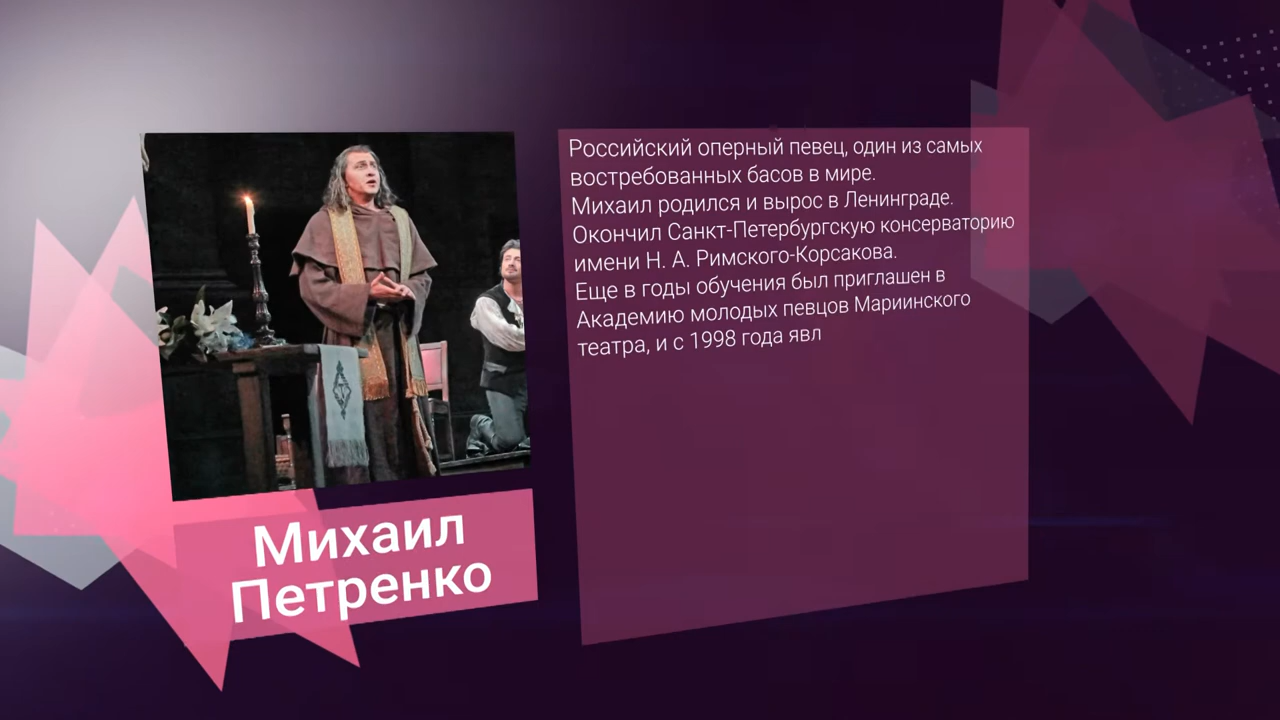 Российский оперный певец, один из самых
востребованных басов в мире.
Михаил родился и вырос в Ленинграде.
Окончил Санкт-Петербургскую консерваторию
имени Н. А. Римского-Корсакова.
Еще в годы обучения был приглашен в
Академию молодых певцов Мариинского
театра, и с 1998 года явл
Михаил
Петренко